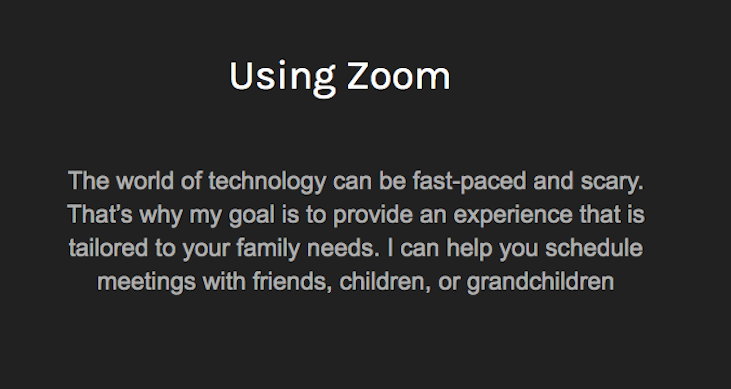 Using Zoom
The world of technology can be fast-paced and scary.
That's why my goal is to provide an experience that is
tailored to your family needs. I can help you schedule
meetings with friends, children, or grandchildren